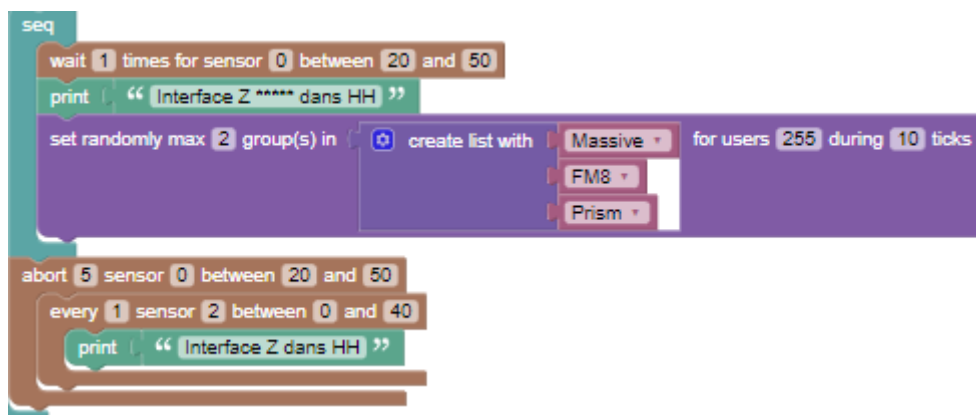 seq
wait 1 times for sensor 0 between 20 and 50
print “ Interface Z ***** dans HH ”
set randomly max 2 group(s) in create list with Massive for users 255 during 10 ticks
FM8
Prism
abort 5 sensor 0 between 20 and 50
every 1 sensor 2 between 0 and 40
print “ Interface Z dans HH ”